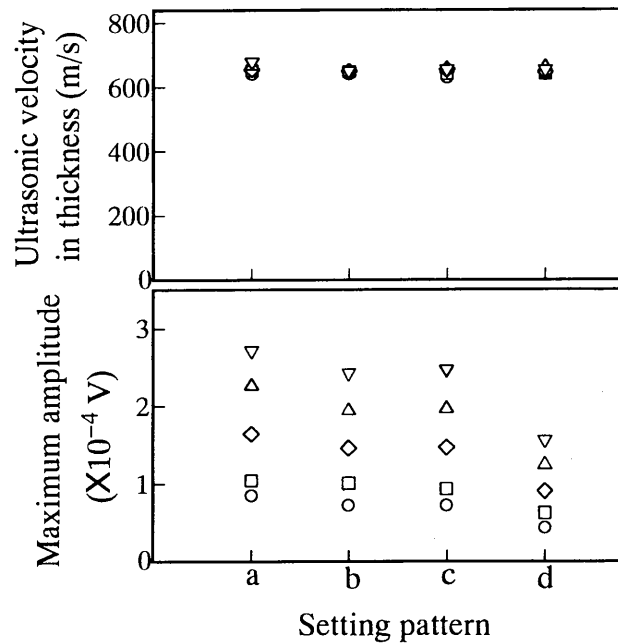 Ultrasonic velocity
in thickness (m/s)
800
600
400
200
0
Maximum amplitude
(X10⁻⁴ V)
3
2
1
0
a b c d
Setting pattern